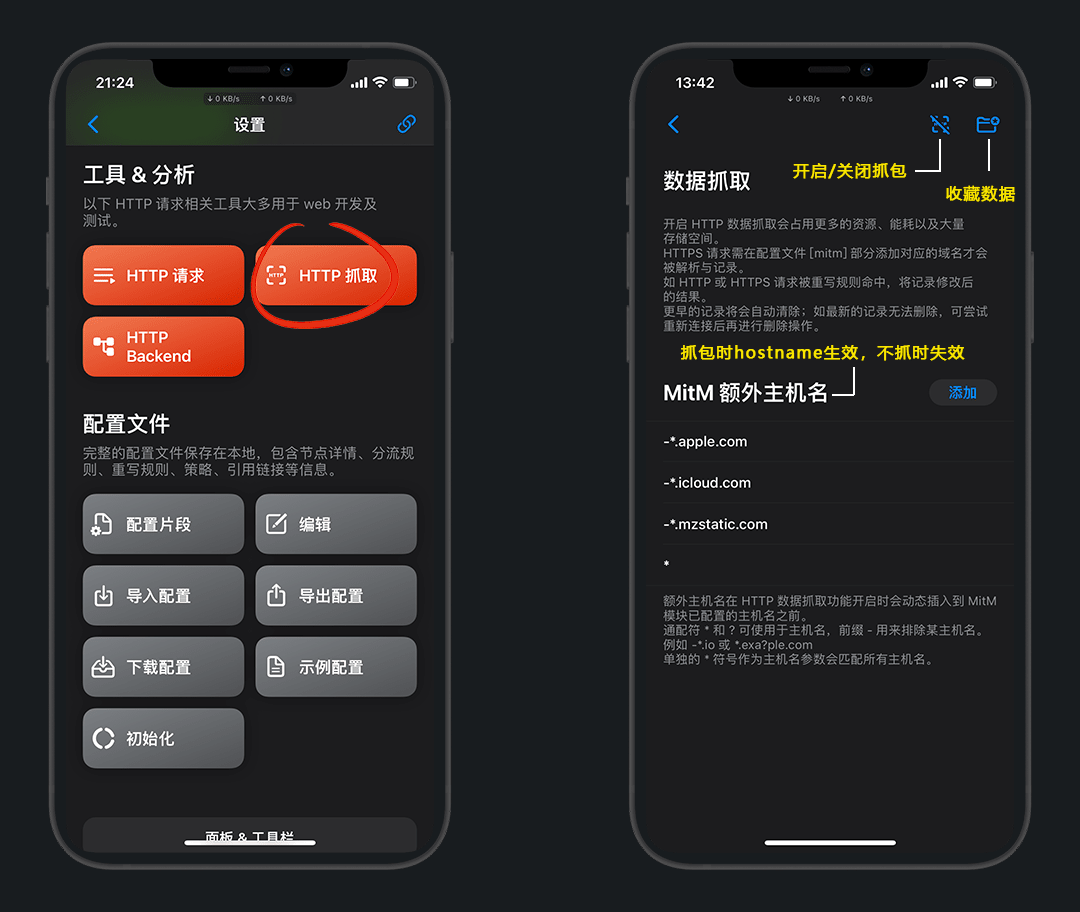 21:24
↓ 0 KB/s ↑ 0 KB/s
设置
工具 & 分析
以下 HTTP 请求相关工具大多用于 web 开发及
测试。
HTTP 请求
HTTP
HTTP 抓取
HTTP
Backend
配置文件
完整的配置文件保存在本地，包含节点详情、分流规
则、重写规则、策略、引用链接等信息。
配置片段
编辑
导入配置
导出配置
下载配置
示例配置
初始化
面板 & 工具栏
13:42
↓ 0 KB/s ↑ 0 KB/s
开启/关闭抓包
收藏数据
数据抓取
开启 HTTP 数据抓取会占用更多的资源、能耗以及大量
存储空间。
HTTPS 请求需在配置文件 [mitm] 部分添加对应的域名才会
被解析与记录。
如 HTTP 或 HTTPS 请求被重写规则命中，将记录修改后
的结果。
更早的记录将会自动清除；如最新的记录无法删除，可尝试
重新连接后再进行删除操作。
抓包时hostname生效，不抓时失效
MitM 额外主机名
添加
-*.apple.com
-*.icloud.com
-*.mzstatic.com
*
额外主机名在 HTTP 数据抓取功能开启时会动态插入到 MitM
模块已配置的主机名之前。
通配符 * 和 ? 可使用于主机名，前缀 - 用来排除某主机名。
例如 -*.io 或 *.exa?ple.com
单独的 * 符号作为主机名参数会匹配所有主机名。